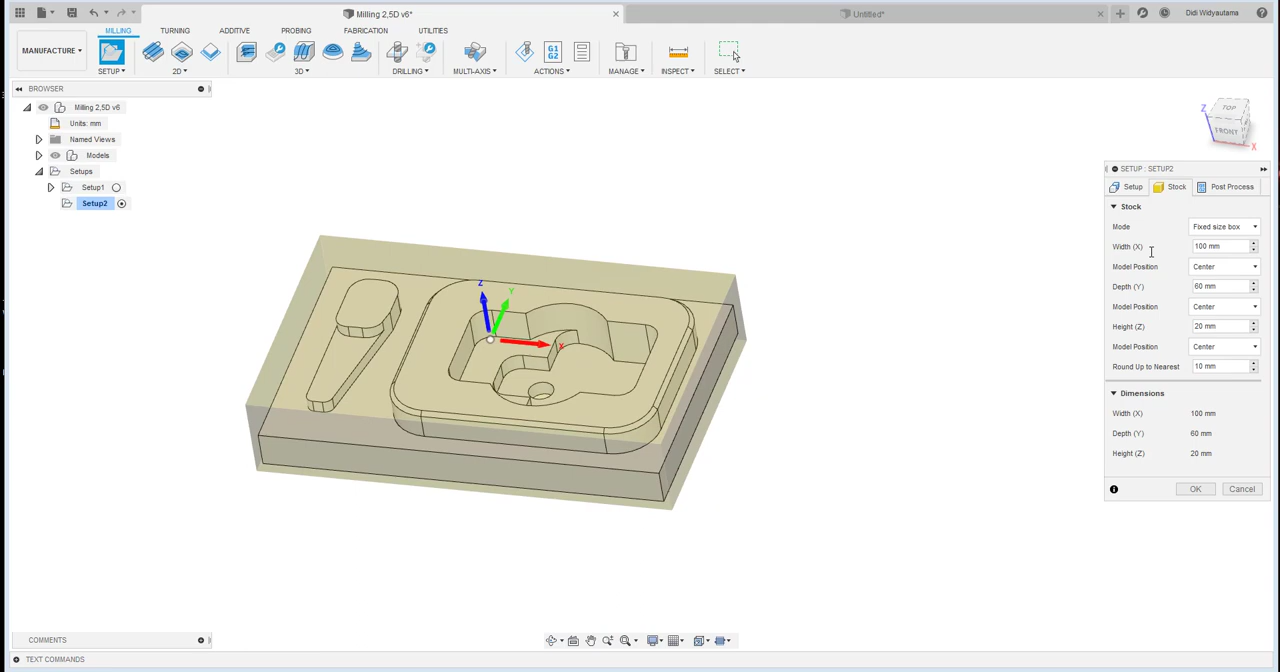 Milling 2,5D v6*
Untitled*
Didi Widyautama
MANUFACTURE
MILLING
TURNING
ADDITIVE
PROBING
FABRICATION
UTILITIES
G1
G2
SETUP
2D
3D
DRILLING
MULTI-AXIS
ACTIONS
MANAGE
INSPECT
SELECT
BROWSER
Milling 2,5D v6
Units: mm
Named Views
Models
Setups
Setup1
Setup2
Z
Y
X
TOP
FRONT
Z
X
SETUP : SETUP2
Setup
Stock
Post Process
Stock
Mode
Fixed size box
Width (X)
100 mm
Model Position
Center
Depth (Y)
60 mm
Model Position
Center
Height (Z)
20 mm
Model Position
Center
Round Up to Nearest
10 mm
Dimensions
Width (X)
100 mm
Depth (Y)
60 mm
Height (Z)
20 mm
OK
Cancel
COMMENTS
TEXT COMMANDS